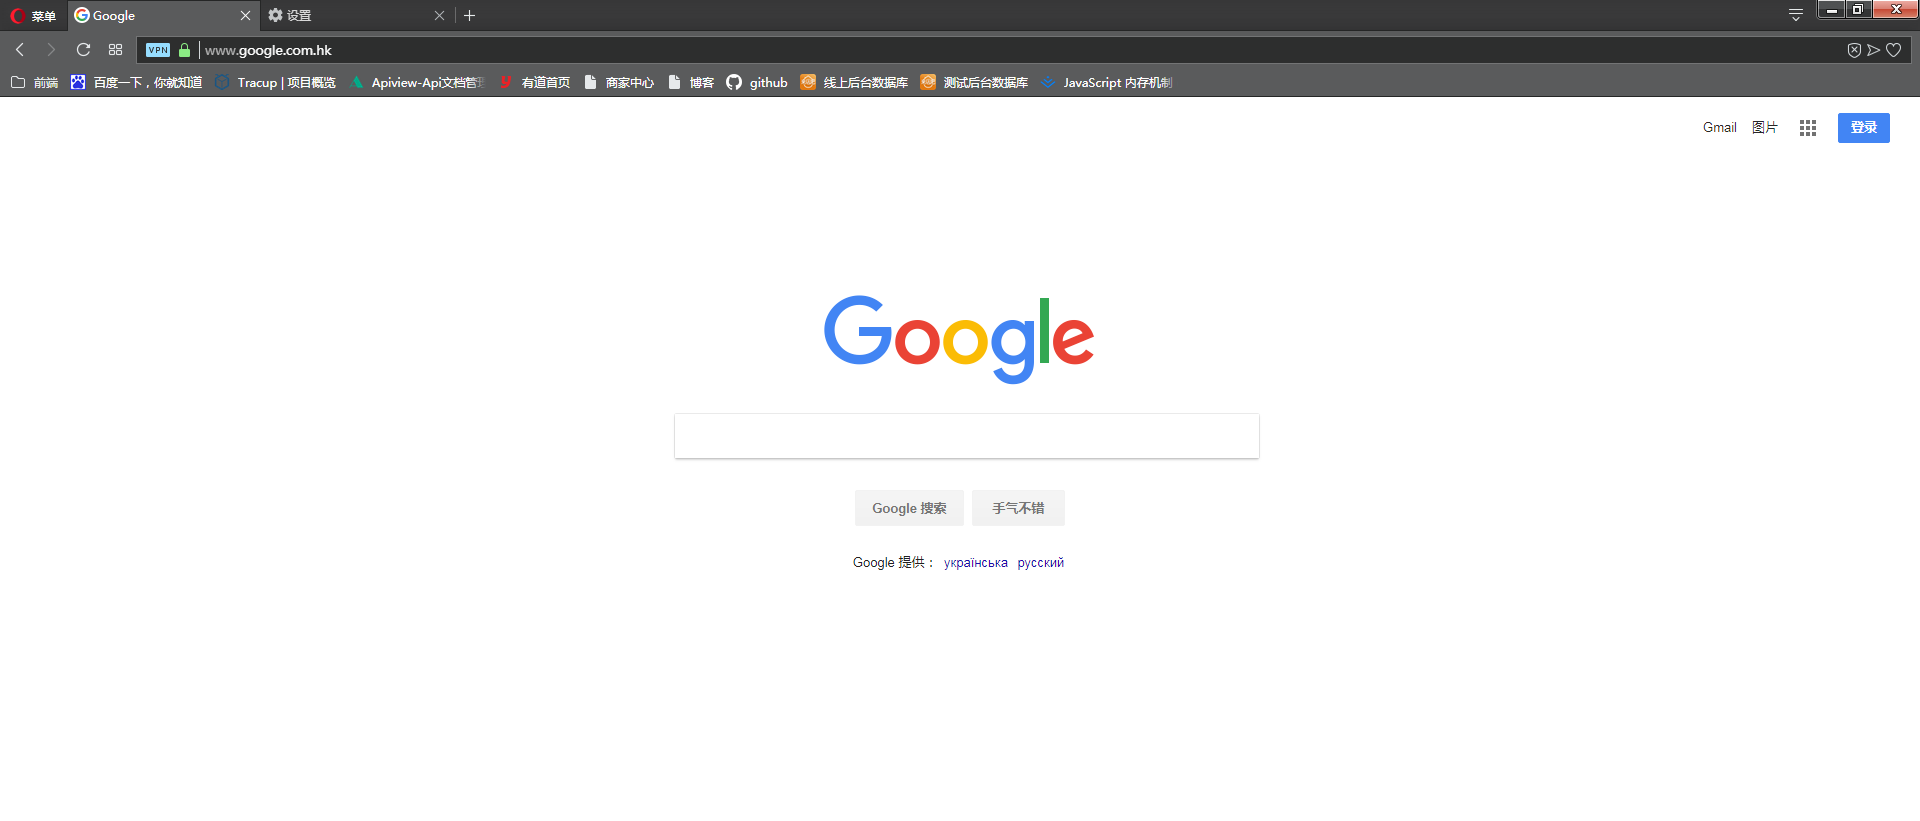 菜单 Google 设置
VPN www.google.com.hk
前端 百度一下，你就知道 Tracup | 项目概览 Apiview-Api文档管理 有道首页 商家中心 博客 github 线上后台数据库 测试后台数据库 JavaScript 内存机制
Gmail 图片 登录
Google
Google 搜索 手气不错
Google 提供： українська русский